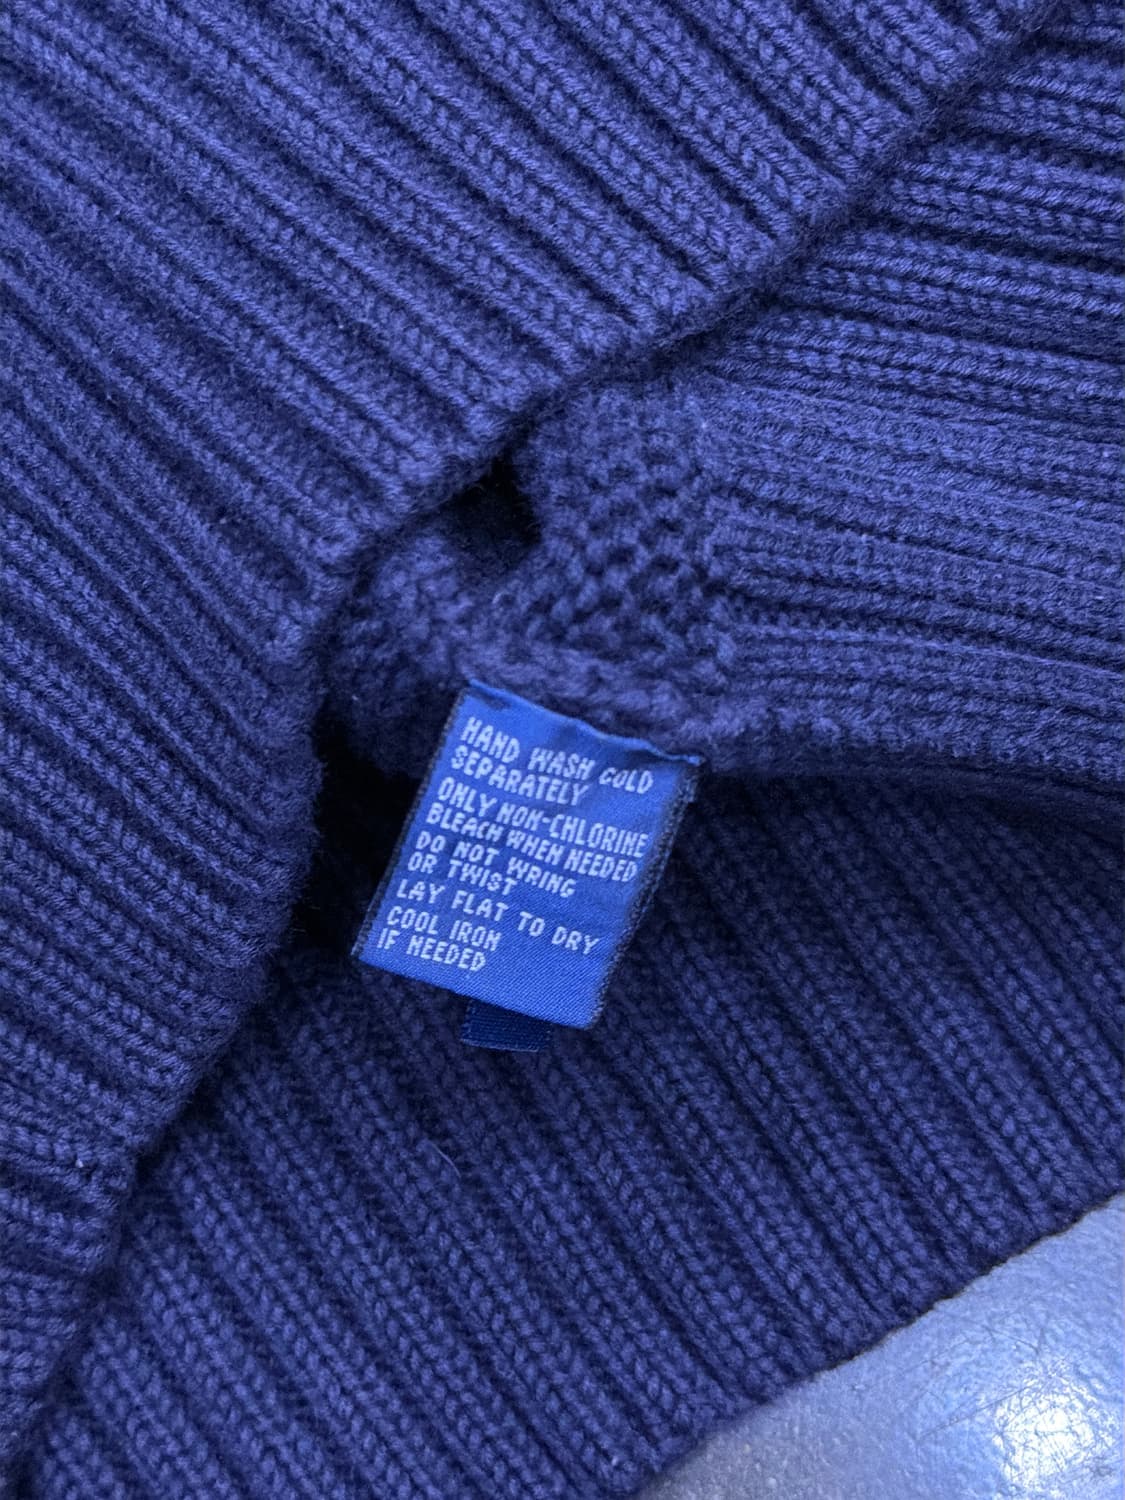 HAND WASH COLD
SEPARATELY
ONLY NON-CHLORINE
BLEACH WHEN NEEDED
DO NOT WRING
OR TWIST
LAY FLAT TO DRY
COOL IRON
IF NEEDED